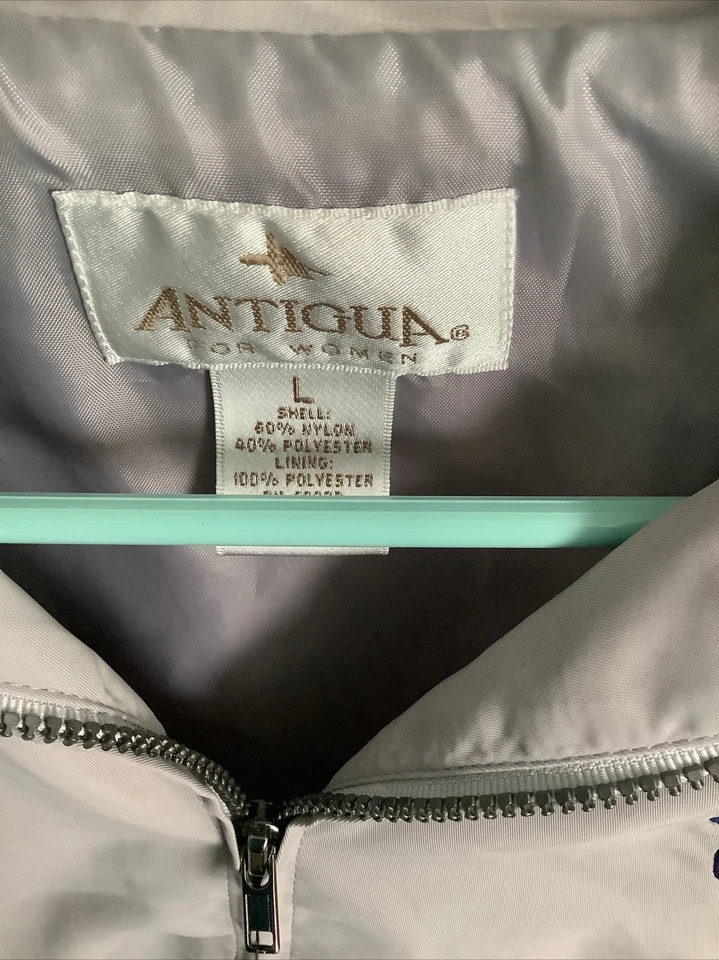 ANTIGUA®
FOR WOMEN
L
SHELL:
60% NYLON
40% POLYESTER
LINING:
100% POLYESTER